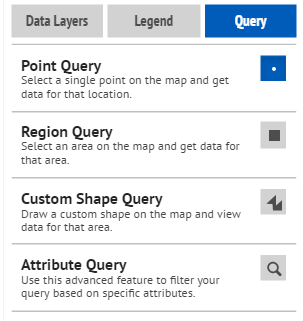 Data Layers
Legend
Query
Point Query
Select a single point on the map and get
data for that location.
Region Query
Select an area on the map and get data for
that area.
Custom Shape Query
Draw a custom shape on the map and view
data for that area.
Attribute Query
Use this advanced feature to filter your
query based on specific attributes.